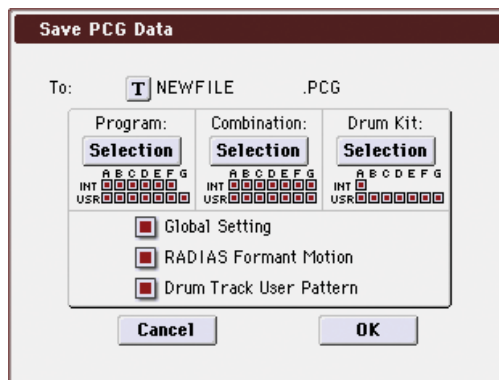 Save PCG Data
To: T NEWFILE .PCG
Program: Combination: Drum Kit:
Selection Selection Selection
A B C D E F G A B C D E F G A B C D E F G
INT INT INT
USR USR USR
Global Setting
RADIAS Formant Motion
Drum Track User Pattern
Cancel OK